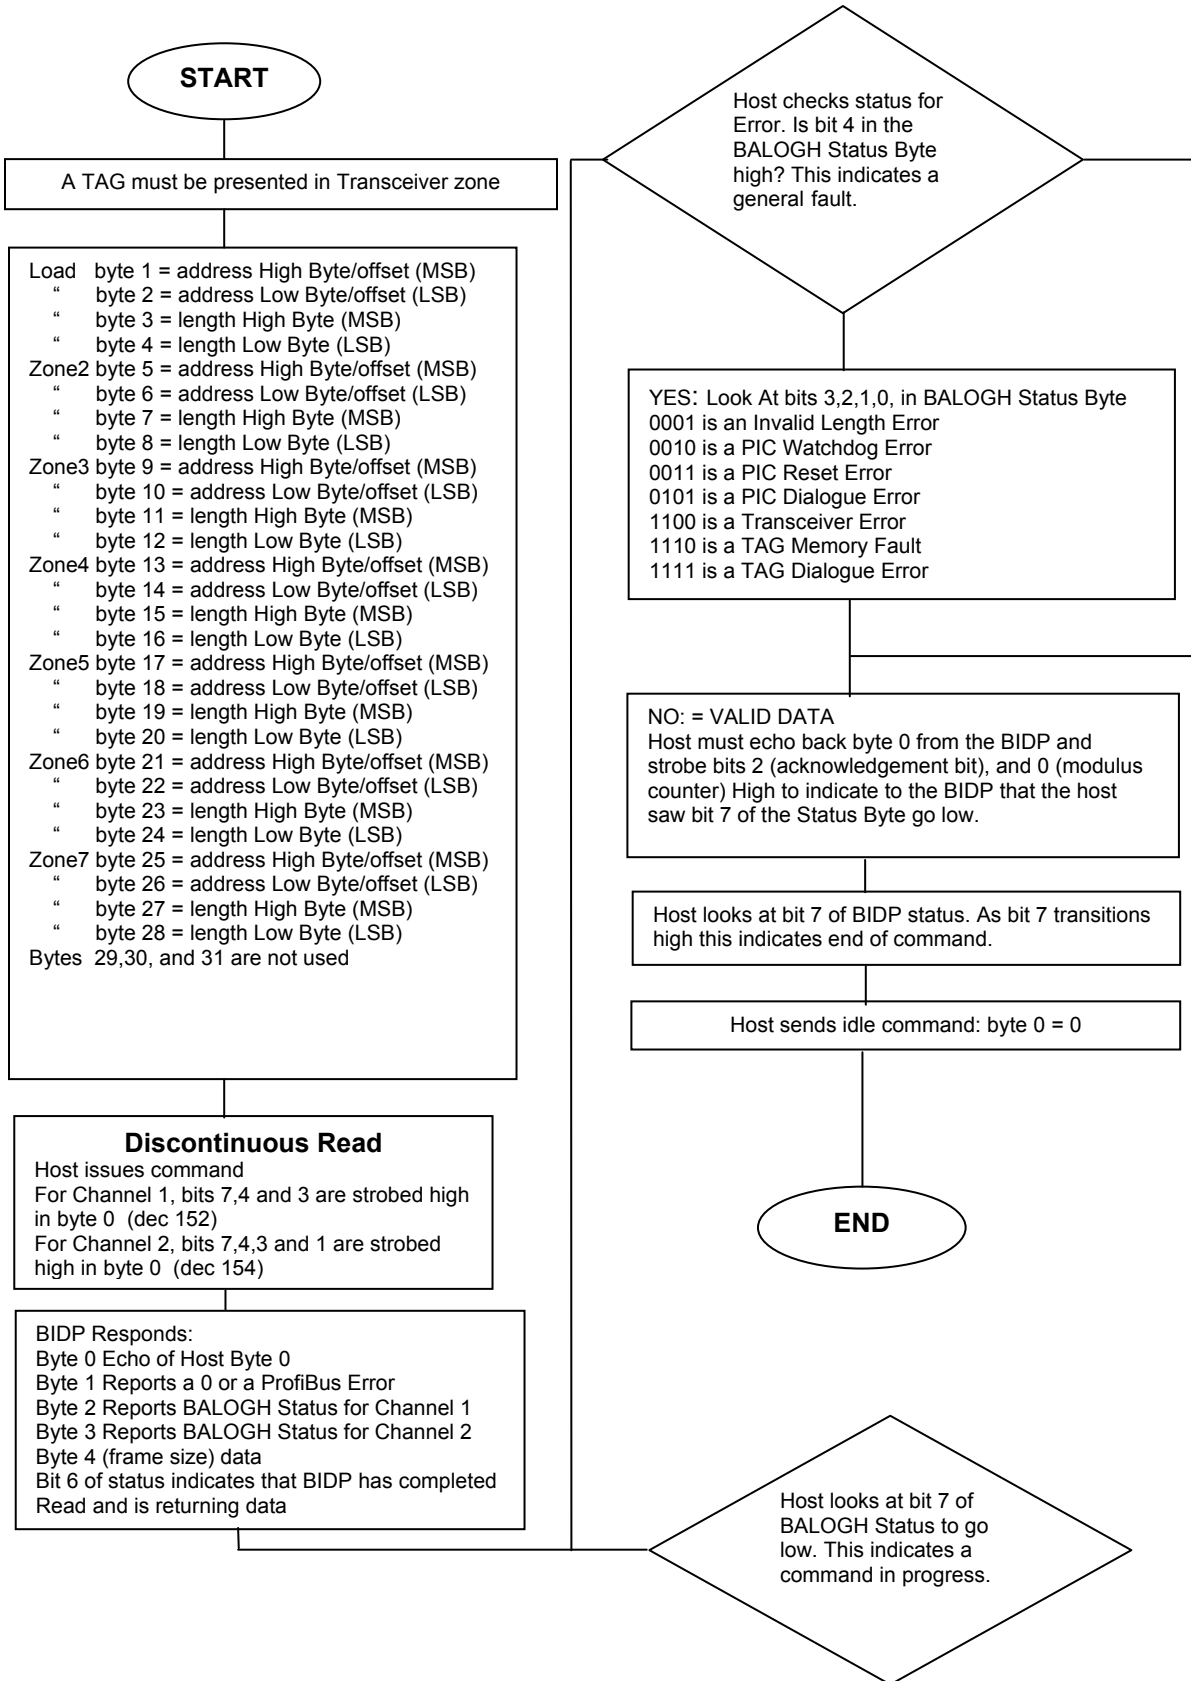 START
A TAG must be presented in Transceiver zone
Load byte 1 = address High Byte/offset (MSB)
“ byte 2 = address Low Byte/offset (LSB)
“ byte 3 = length High Byte (MSB)
“ byte 4 = length Low Byte (LSB)
Zone2 byte 5 = address High Byte/offset (MSB)
“ byte 6 = address Low Byte/offset (LSB)
“ byte 7 = length High Byte (MSB)
“ byte 8 = length Low Byte (LSB)
Zone3 byte 9 = address High Byte/offset (MSB)
“ byte 10 = address Low Byte/offset (LSB)
“ byte 11 = length High Byte (MSB)
“ byte 12 = length Low Byte (LSB)
Zone4 byte 13 = address High Byte/offset (MSB)
“ byte 14 = address Low Byte/offset (LSB)
“ byte 15 = length High Byte (MSB)
“ byte 16 = length Low Byte (LSB)
Zone5 byte 17 = address High Byte/offset (MSB)
“ byte 18 = address Low Byte/offset (LSB)
“ byte 19 = length High Byte (MSB)
“ byte 20 = length Low Byte (LSB)
Zone6 byte 21 = address High Byte/offset (MSB)
“ byte 22 = address Low Byte/offset (LSB)
“ byte 23 = length High Byte (MSB)
“ byte 24 = length Low Byte (LSB)
Zone7 byte 25 = address High Byte/offset (MSB)
“ byte 26 = address Low Byte/offset (LSB)
“ byte 27 = length High Byte (MSB)
“ byte 28 = length Low Byte (LSB)
Bytes 29,30, and 31 are not used
Discontinuous Read
Host issues command
For Channel 1, bits 7,4 and 3 are strobed high
in byte 0 (dec 152)
For Channel 2, bits 7,4,3 and 1 are strobed
high in byte 0 (dec 154)
BIDP Responds:
Byte 0 Echo of Host Byte 0
Byte 1 Reports a 0 or a ProfiBus Error
Byte 2 Reports BALOGH Status for Channel 1
Byte 3 Reports BALOGH Status for Channel 2
Byte 4 (frame size) data
Bit 6 of status indicates that BIDP has completed
Read and is returning data
Host looks at bit 7 of
BALOGH Status to go
low. This indicates a
command in progress.
Host checks status for
Error. Is bit 4 in the
BALOGH Status Byte
high? This indicates a
general fault.
YES: Look At bits 3,2,1,0, in BALOGH Status Byte
0001 is an Invalid Length Error
0010 is a PIC Watchdog Error
0011 is a PIC Reset Error
0101 is a PIC Dialogue Error
1100 is a Transceiver Error
1110 is a TAG Memory Fault
1111 is a TAG Dialogue Error
NO: = VALID DATA
Host must echo back byte 0 from the BIDP and
strobe bits 2 (acknowledgement bit), and 0 (modulus
counter) High to indicate to the BIDP that the host
saw bit 7 of the Status Byte go low.
Host looks at bit 7 of BIDP status. As bit 7 transitions
high this indicates end of command.
Host sends idle command: byte 0 = 0
END